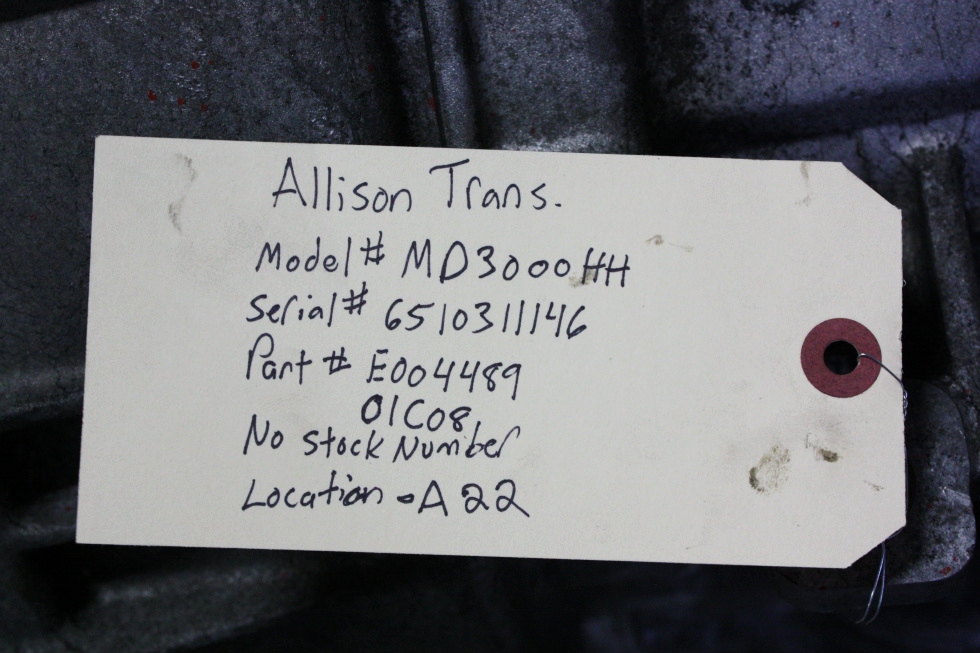 Allison Trans.
Model# MD3000HH
Serial# 6510311146
Part # E004489
01C08
No Stock Number
Location - A22